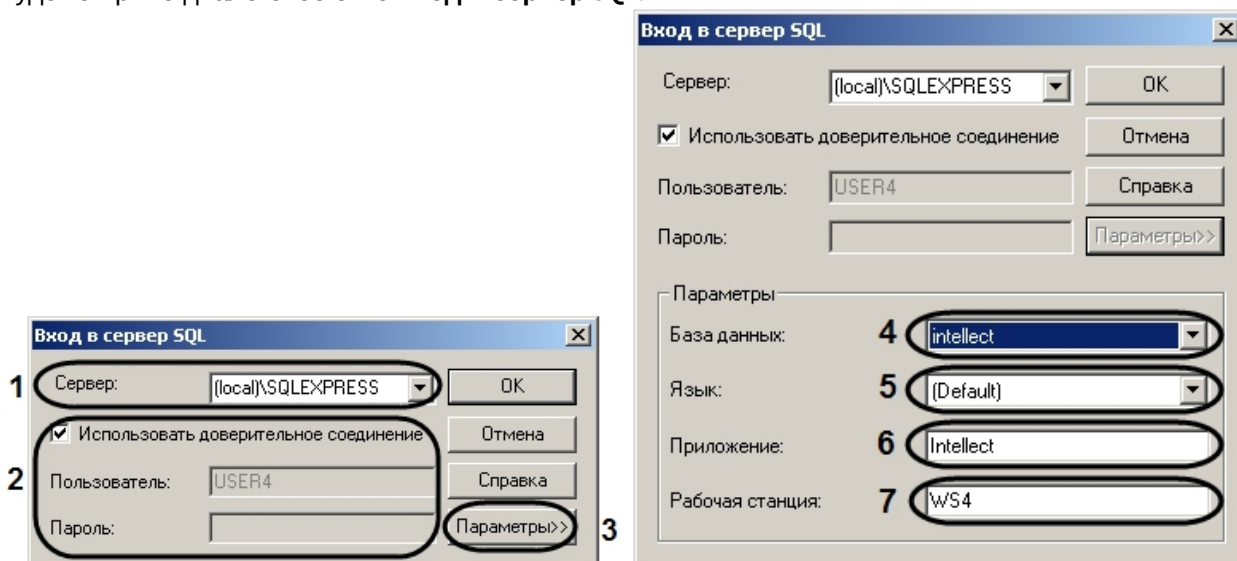 Вход в сервер SQL
Сервер: (local)\SQLEXPRESS OK
Использовать доверительное соединение Отмена
Пользователь: USER4 Справка
Пароль: Параметры>>
Параметры
База данных: 4 intellect
Язык: 5 (Default)
Приложение: 6 Intellect
Рабочая станция: 7 WS4
Вход в сервер SQL
1 Сервер: (local)\SQLEXPRESS OK
Использовать доверительное соединение Отмена
2 Пользователь: USER4 Справка
Пароль: Параметры>> 3